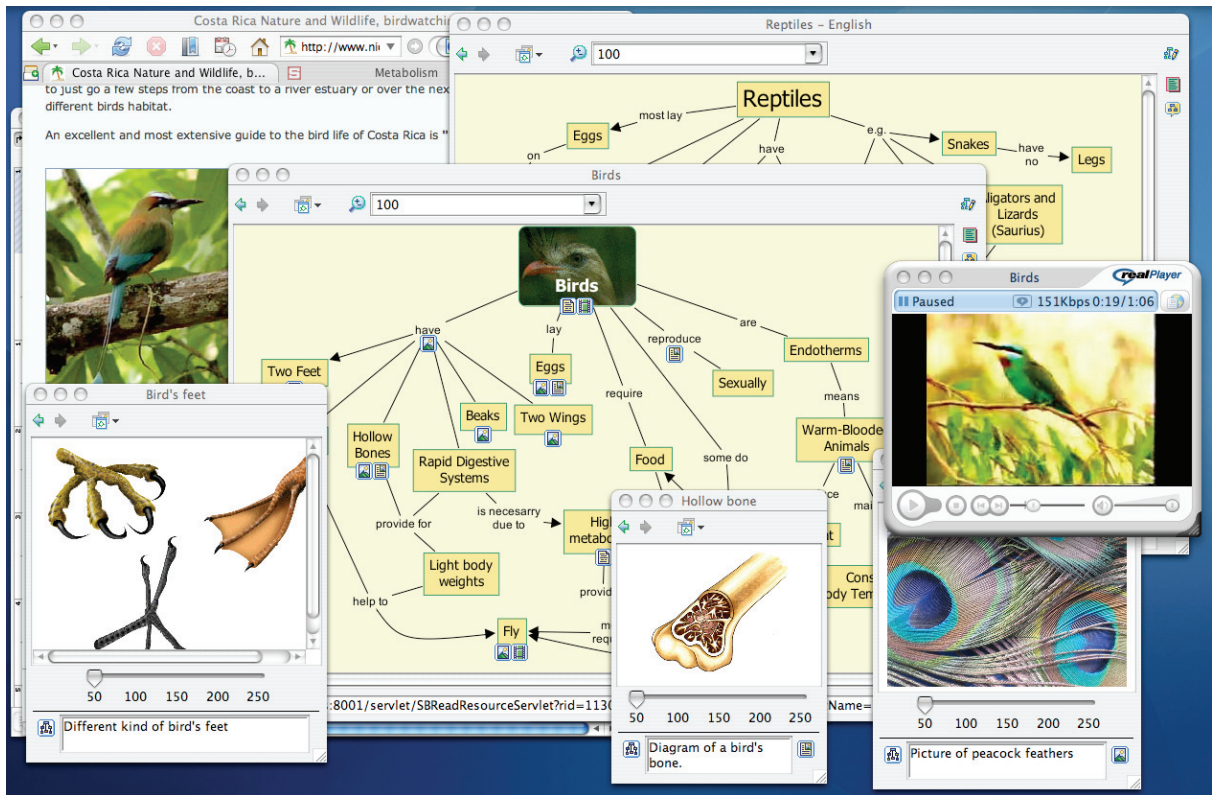 Costa Rica Nature and Wildlife, birdwatchin
http://www.ni
Costa Rica Nature and Wildlife, b...
Metabolism
to just go a few steps from the coast to a river estuary or over the nex
different birds habitat.
An excellent and most extensive guide to the bird life of Costa Rica is "
Reptiles – English
100
Reptiles
most lay
Eggs
on
have
e.g.
Snakes
have
no
Legs
lligators and
Lizards
(Saurius)
Birds
100
Birds
have
lay
reproduce
are
Two Feet
Eggs
Sexually
Endotherms
require
means
Hollow
Bones
Beaks
Two Wings
Rapid Digestive
Systems
Food
some do
Warm-Bloode
Animals
provide for
is necesarry
due to
High
metabo
Light body
weights
provid
help to
Fly
m
requ
ce
mai
nt
Cons
ody Tem
s:8001/servlet/SBReadResourceServlet?rid=1130
Name=
Bird's feet
50 100 150 200 250
Different kind of bird's feet
Hollow bone
50 100 150 200 250
Diagram of a bird's
bone.
Birds
realPlayer
Paused
151Kbps 0:19/1:06
50 100 150 200 250
Picture of peacock feathers